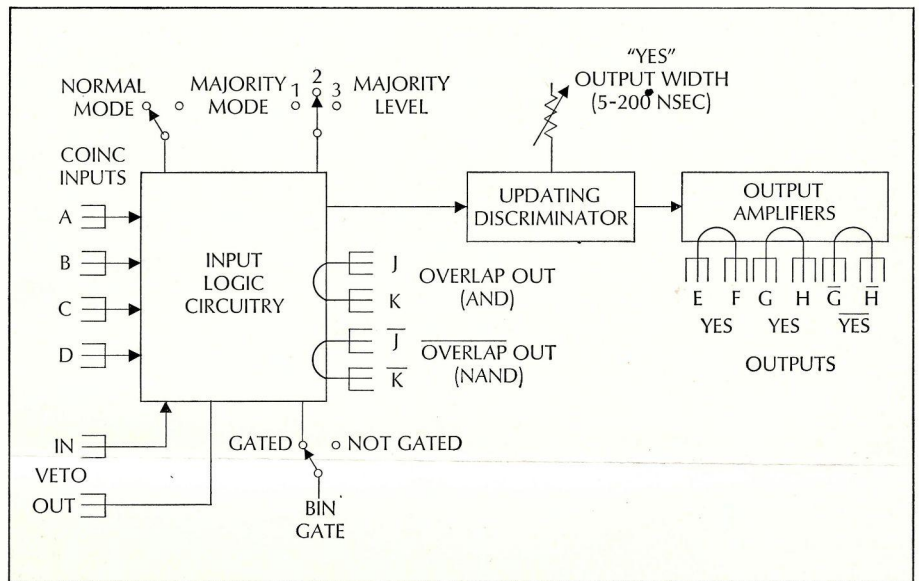 NORMAL
MODE
MAJORITY
MODE
1
2
3
MAJORITY
LEVEL
"YES"
OUTPUT WIDTH
(5-200 NSEC)
COINC
INPUTS
A
B
C
D
INPUT
LOGIC
CIRCUITRY
UPDATING
DISCRIMINATOR
OUTPUT
AMPLIFIERS
J
K
OVERLAP OUT
(AND)
J̅
K̅
O̅V̅E̅R̅L̅A̅P̅ OUT
(NAND)
E F G H G̅ H̅
YES YES Y̅E̅S̅
OUTPUTS
IN
VETO
OUT
GATED
NOT GATED
BIN
GATE